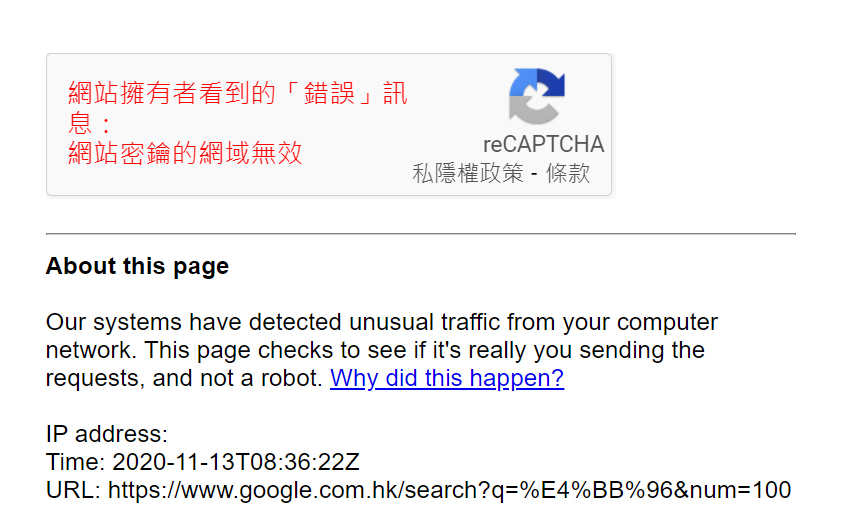 網站擁有者看到的「錯誤」訊
息：
網站密鑰的網域無效
reCAPTCHA
私隱權政策 - 條款
About this page
Our systems have detected unusual traffic from your computer
network. This page checks to see if it's really you sending the
requests, and not a robot. Why did this happen?
IP address:
Time: 2020-11-13T08:36:22Z
URL: https://www.google.com.hk/search?q=%E4%BB%96&num=100